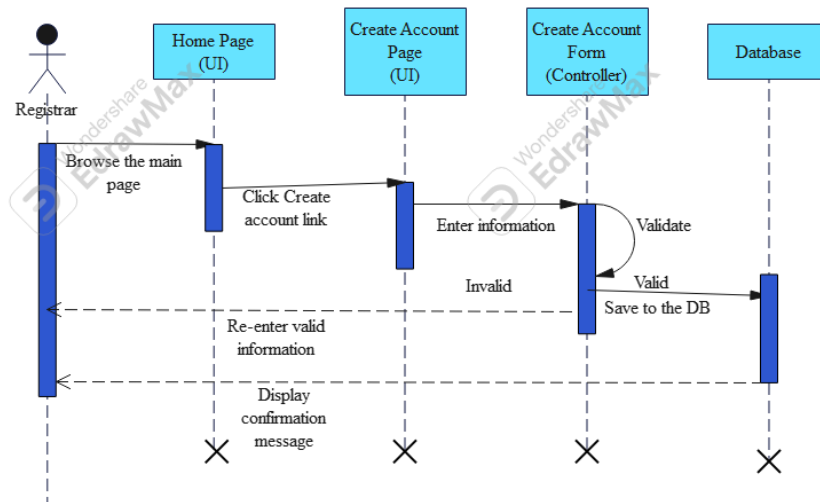 Home Page
(UI)
Create Account
Page
(UI)
Create Account
Form
(Controller)
Database
Registrar
Wondershare
EdrawMax
Wondershare
EdrawMax
Browse the main
page
Click Create
account link
Enter information
Validate
Invalid
Valid
Save to the DB
Re-enter valid
information
Display
confirmation
message